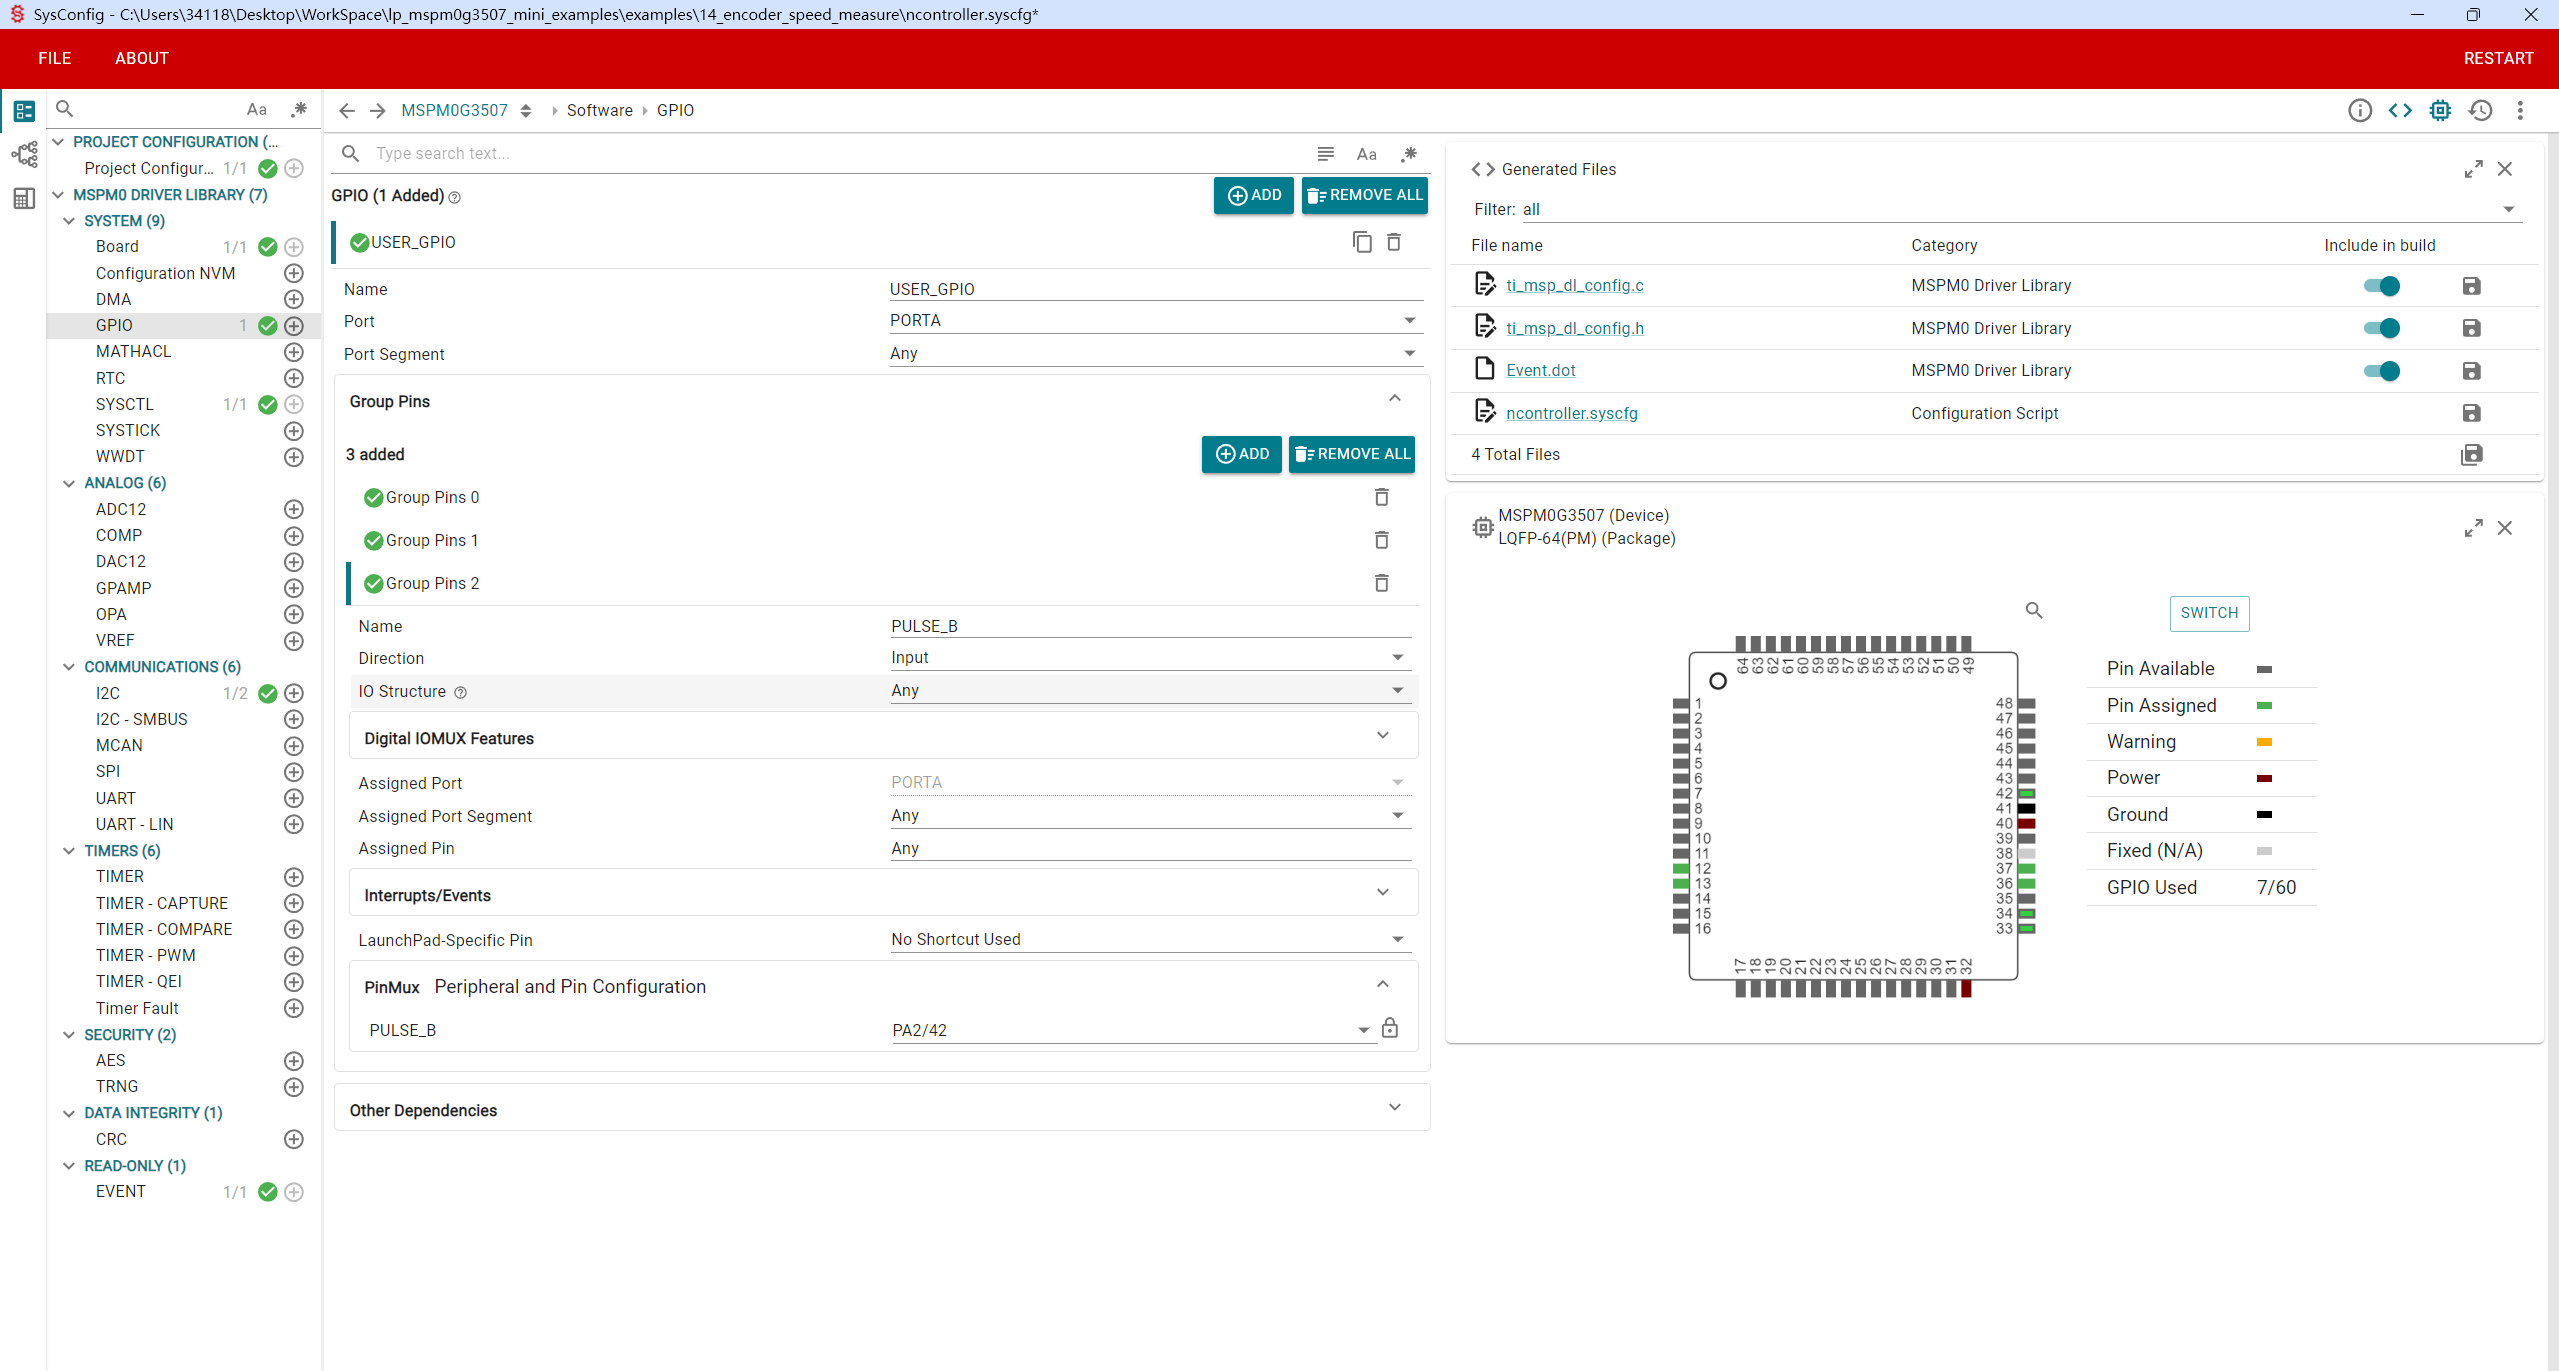 SysConfig - C:\Users\34118\Desktop\WorkSpace\lp_mspm0g3507_mini_examples\examples\14_encoder_speed_measure\ncontroller.syscfg*
FILE ABOUT RESTART
Aa .*
PROJECT CONFIGURATION (...
Project Configur... 1/1
MSPM0 DRIVER LIBRARY (7)
SYSTEM (9)
Board 1/1
Configuration NVM
DMA
GPIO 1
MATHACL
RTC
SYSCTL 1/1
SYSTICK
WWDT
ANALOG (6)
ADC12
COMP
DAC12
GPAMP
OPA
VREF
COMMUNICATIONS (6)
I2C 1/2
I2C - SMBUS
MCAN
SPI
UART
UART - LIN
TIMERS (6)
TIMER
TIMER - CAPTURE
TIMER - COMPARE
TIMER - PWM
TIMER - QEI
Timer Fault
SECURITY (2)
AES
TRNG
DATA INTEGRITY (1)
CRC
READ-ONLY (1)
EVENT 1/1
MSPM0G3507 Software GPIO
Type search text... Aa .*
GPIO (1 Added) ADD REMOVE ALL
USER_GPIO
Name USER_GPIO
Port PORTA
Port Segment Any
Group Pins
3 added ADD REMOVE ALL
Group Pins 0
Group Pins 1
Group Pins 2
Name PULSE_B
Direction Input
IO Structure Any
Digital IOMUX Features
Assigned Port PORTA
Assigned Port Segment Any
Assigned Pin Any
Interrupts/Events
LaunchPad-Specific Pin No Shortcut Used
PinMux Peripheral and Pin Configuration
PULSE_B PA2/42
Other Dependencies
Generated Files
Filter: all
File name Category Include in build
ti_msp_dl_config.c MSPM0 Driver Library
ti_msp_dl_config.h MSPM0 Driver Library
Event.dot MSPM0 Driver Library
ncontroller.syscfg Configuration Script
4 Total Files
MSPM0G3507 (Device)
LQFP-64(PM) (Package)
SWITCH
64 63 62 61 60 59 58 57 56 55 54 53 52 51 50 49
1 48
2 47
3 46
4 45
5 44
6 43
7 42
8 41
9 40
10 39
11 38
12 37
13 36
14 35
15 34
16 33
17 18 19 20 21 22 23 24 25 26 27 28 29 30 31 32
Pin Available
Pin Assigned
Warning
Power
Ground
Fixed (N/A)
GPIO Used 7/60